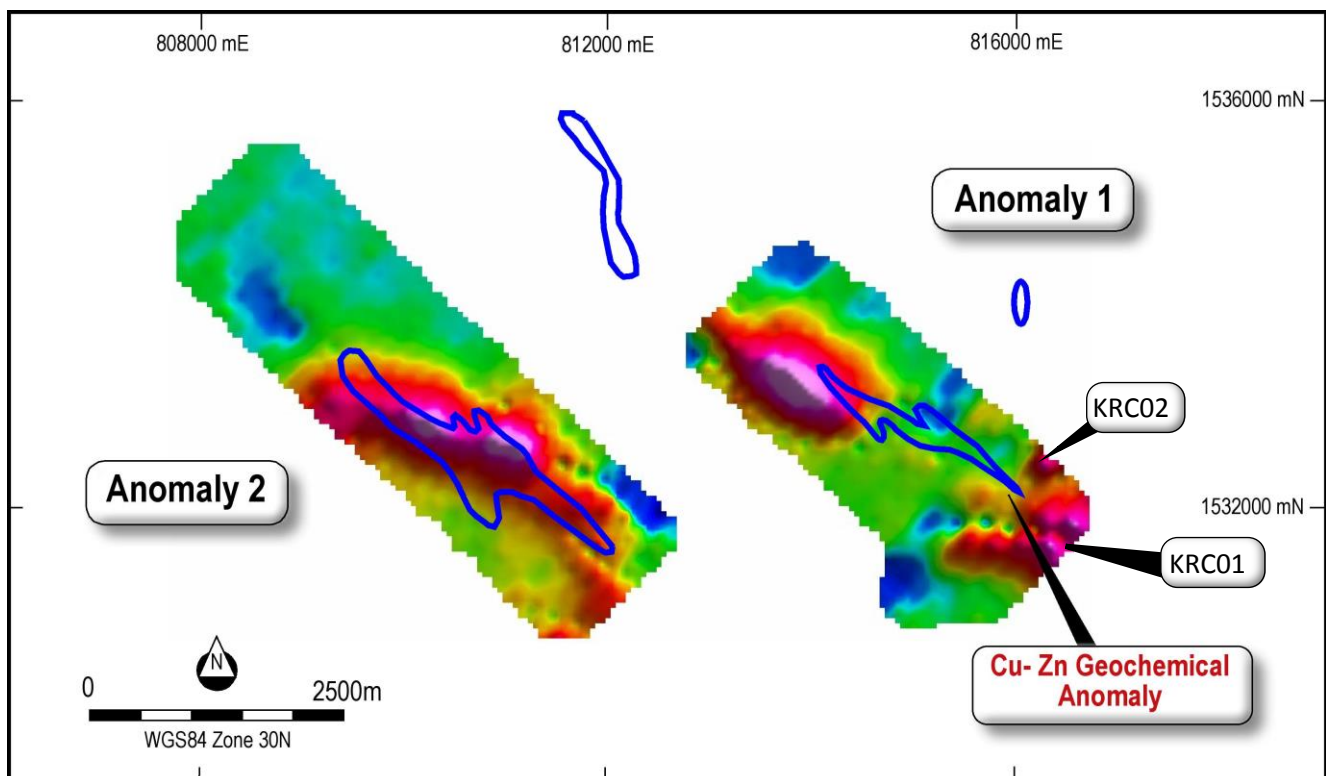 808000 mE
812000 mE
816000 mE
1536000 mN
Anomaly 1
KRC02
Anomaly 2
1532000 mN
KRC01
Cu- Zn Geochemical
Anomaly
N
0
2500m
WGS84 Zone 30N